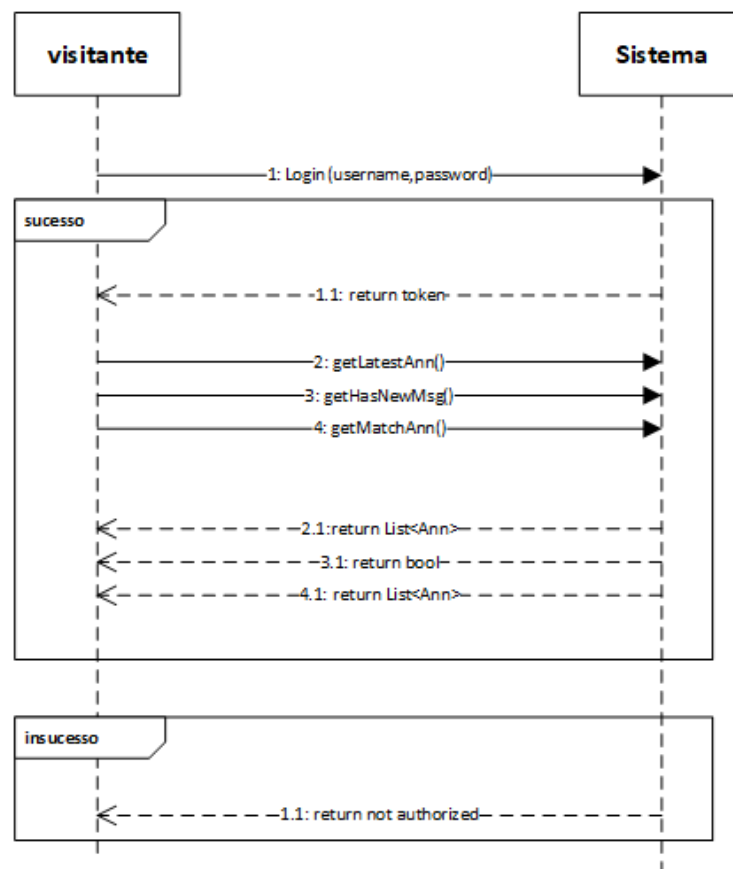 visitante
Sistema
1: Login (username,password)
sucesso
1.1: return token
2: getLatestAnn()
3: getHasNewMsg()
4: getMatchAnn()
2.1:return List<Ann>
3.1: return bool
4.1: return List<Ann>
insucesso
1.1: return not authorized